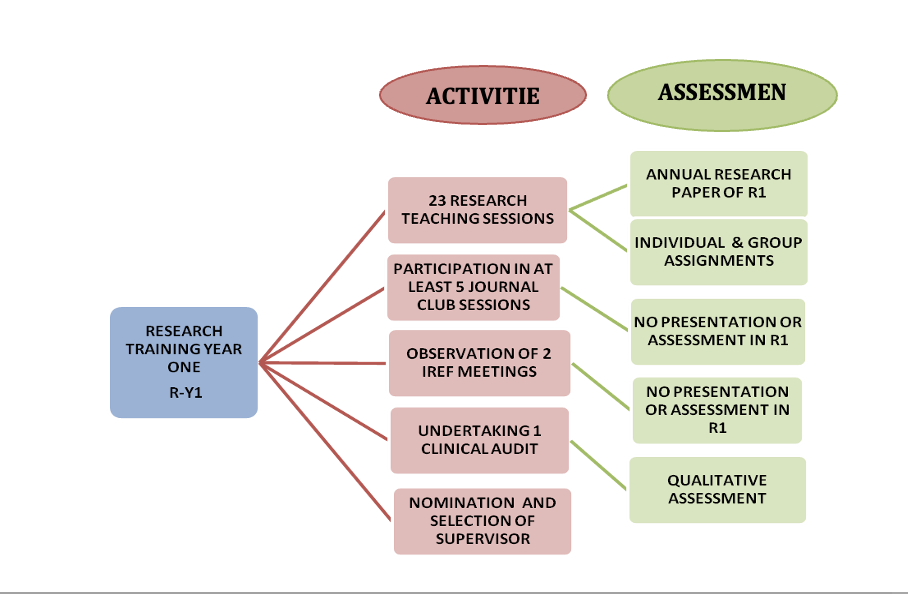 ACTIVITIE
ASSESSMEN
RESEARCH
TRAINING YEAR
ONE
R-Y1
23 RESEARCH
TEACHING SESSIONS
PARTICIPATION IN AT
LEAST 5 JOURNAL
CLUB SESSIONS
OBSERVATION OF 2
IREF MEETINGS
UNDERTAKING 1
CLINICAL AUDIT
NOMINATION AND
SELECTION OF
SUPERVISOR
ANNUAL RESEARCH
PAPER OF R1
INDIVIDUAL & GROUP
ASSIGNMENTS
NO PRESENTATION OR
ASSESSMENT IN R1
NO PRESENTATION
OR ASSESSMENT IN
R1
QUALITATIVE
ASSESSMENT